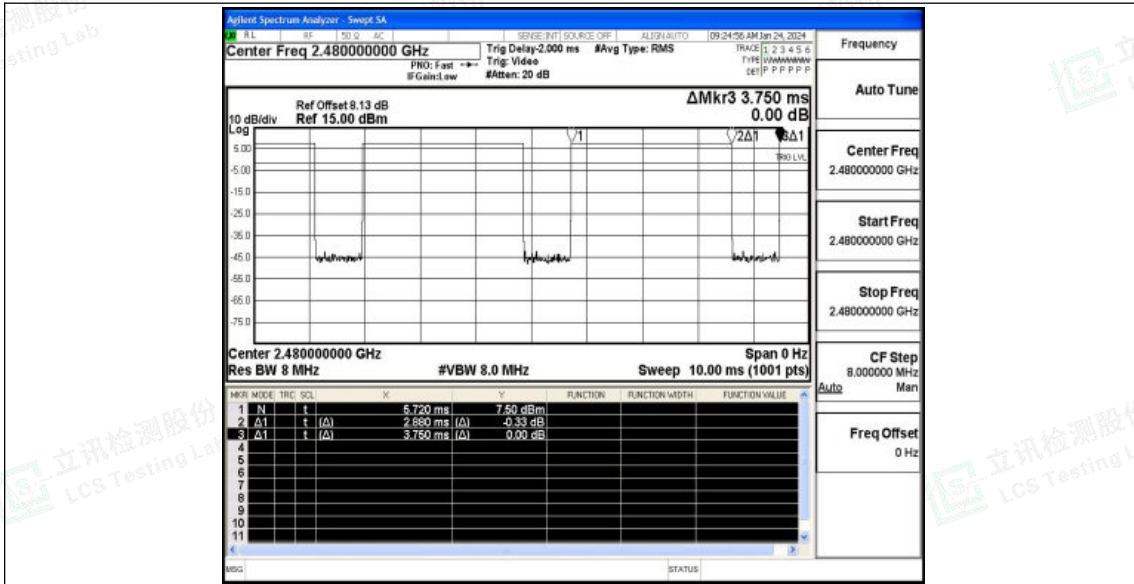 Agilent Spectrum Analyzer - Swept SA
RL RF 50 Ω AC SENSE:INT SOURCE OFF ALIGN AUTO 09:24:56 AM Jan 24, 2024
Center Freq 2.480000000 GHz
PNO: Fast
IFGain:Low
Trig Delay-2.000 ms #Avg Type: RMS
Trig: Video
#Atten: 20 dB
TRACE 1 2 3 4 5 6
TYPE
DET P P P P P P
Frequency
Auto Tune
Center Freq
2.480000000 GHz
Start Freq
2.480000000 GHz
Stop Freq
2.480000000 GHz
CF Step
8.000000 MHz
Auto Man
Freq Offset
0 Hz
ΔMkr3 3.750 ms
0.00 dB
Ref Offset 8.13 dB
10 dB/div Ref 15.00 dBm
Log
1 2Δ1 3Δ1
TRIG LVL
5.00
-5.00
-15.0
-25.0
-35.0
-45.0
-55.0
-65.0
-75.0
Center 2.480000000 GHz Span 0 Hz
Res BW 8 MHz #VBW 8.0 MHz Sweep 10.00 ms (1001 pts)
MKR MODE TRC SCL X Y FUNCTION FUNCTION WIDTH FUNCTION VALUE
1 N t 5.720 ms 7.50 dBm
2 Δ1 t (Δ) 2.880 ms (Δ) -0.33 dB
3 Δ1 t (Δ) 3.750 ms (Δ) 0.00 dB
4
5
6
7
8
9
10
11
MSG STATUS
立讯检测股份
LCS Testing Lab
立讯检测股份